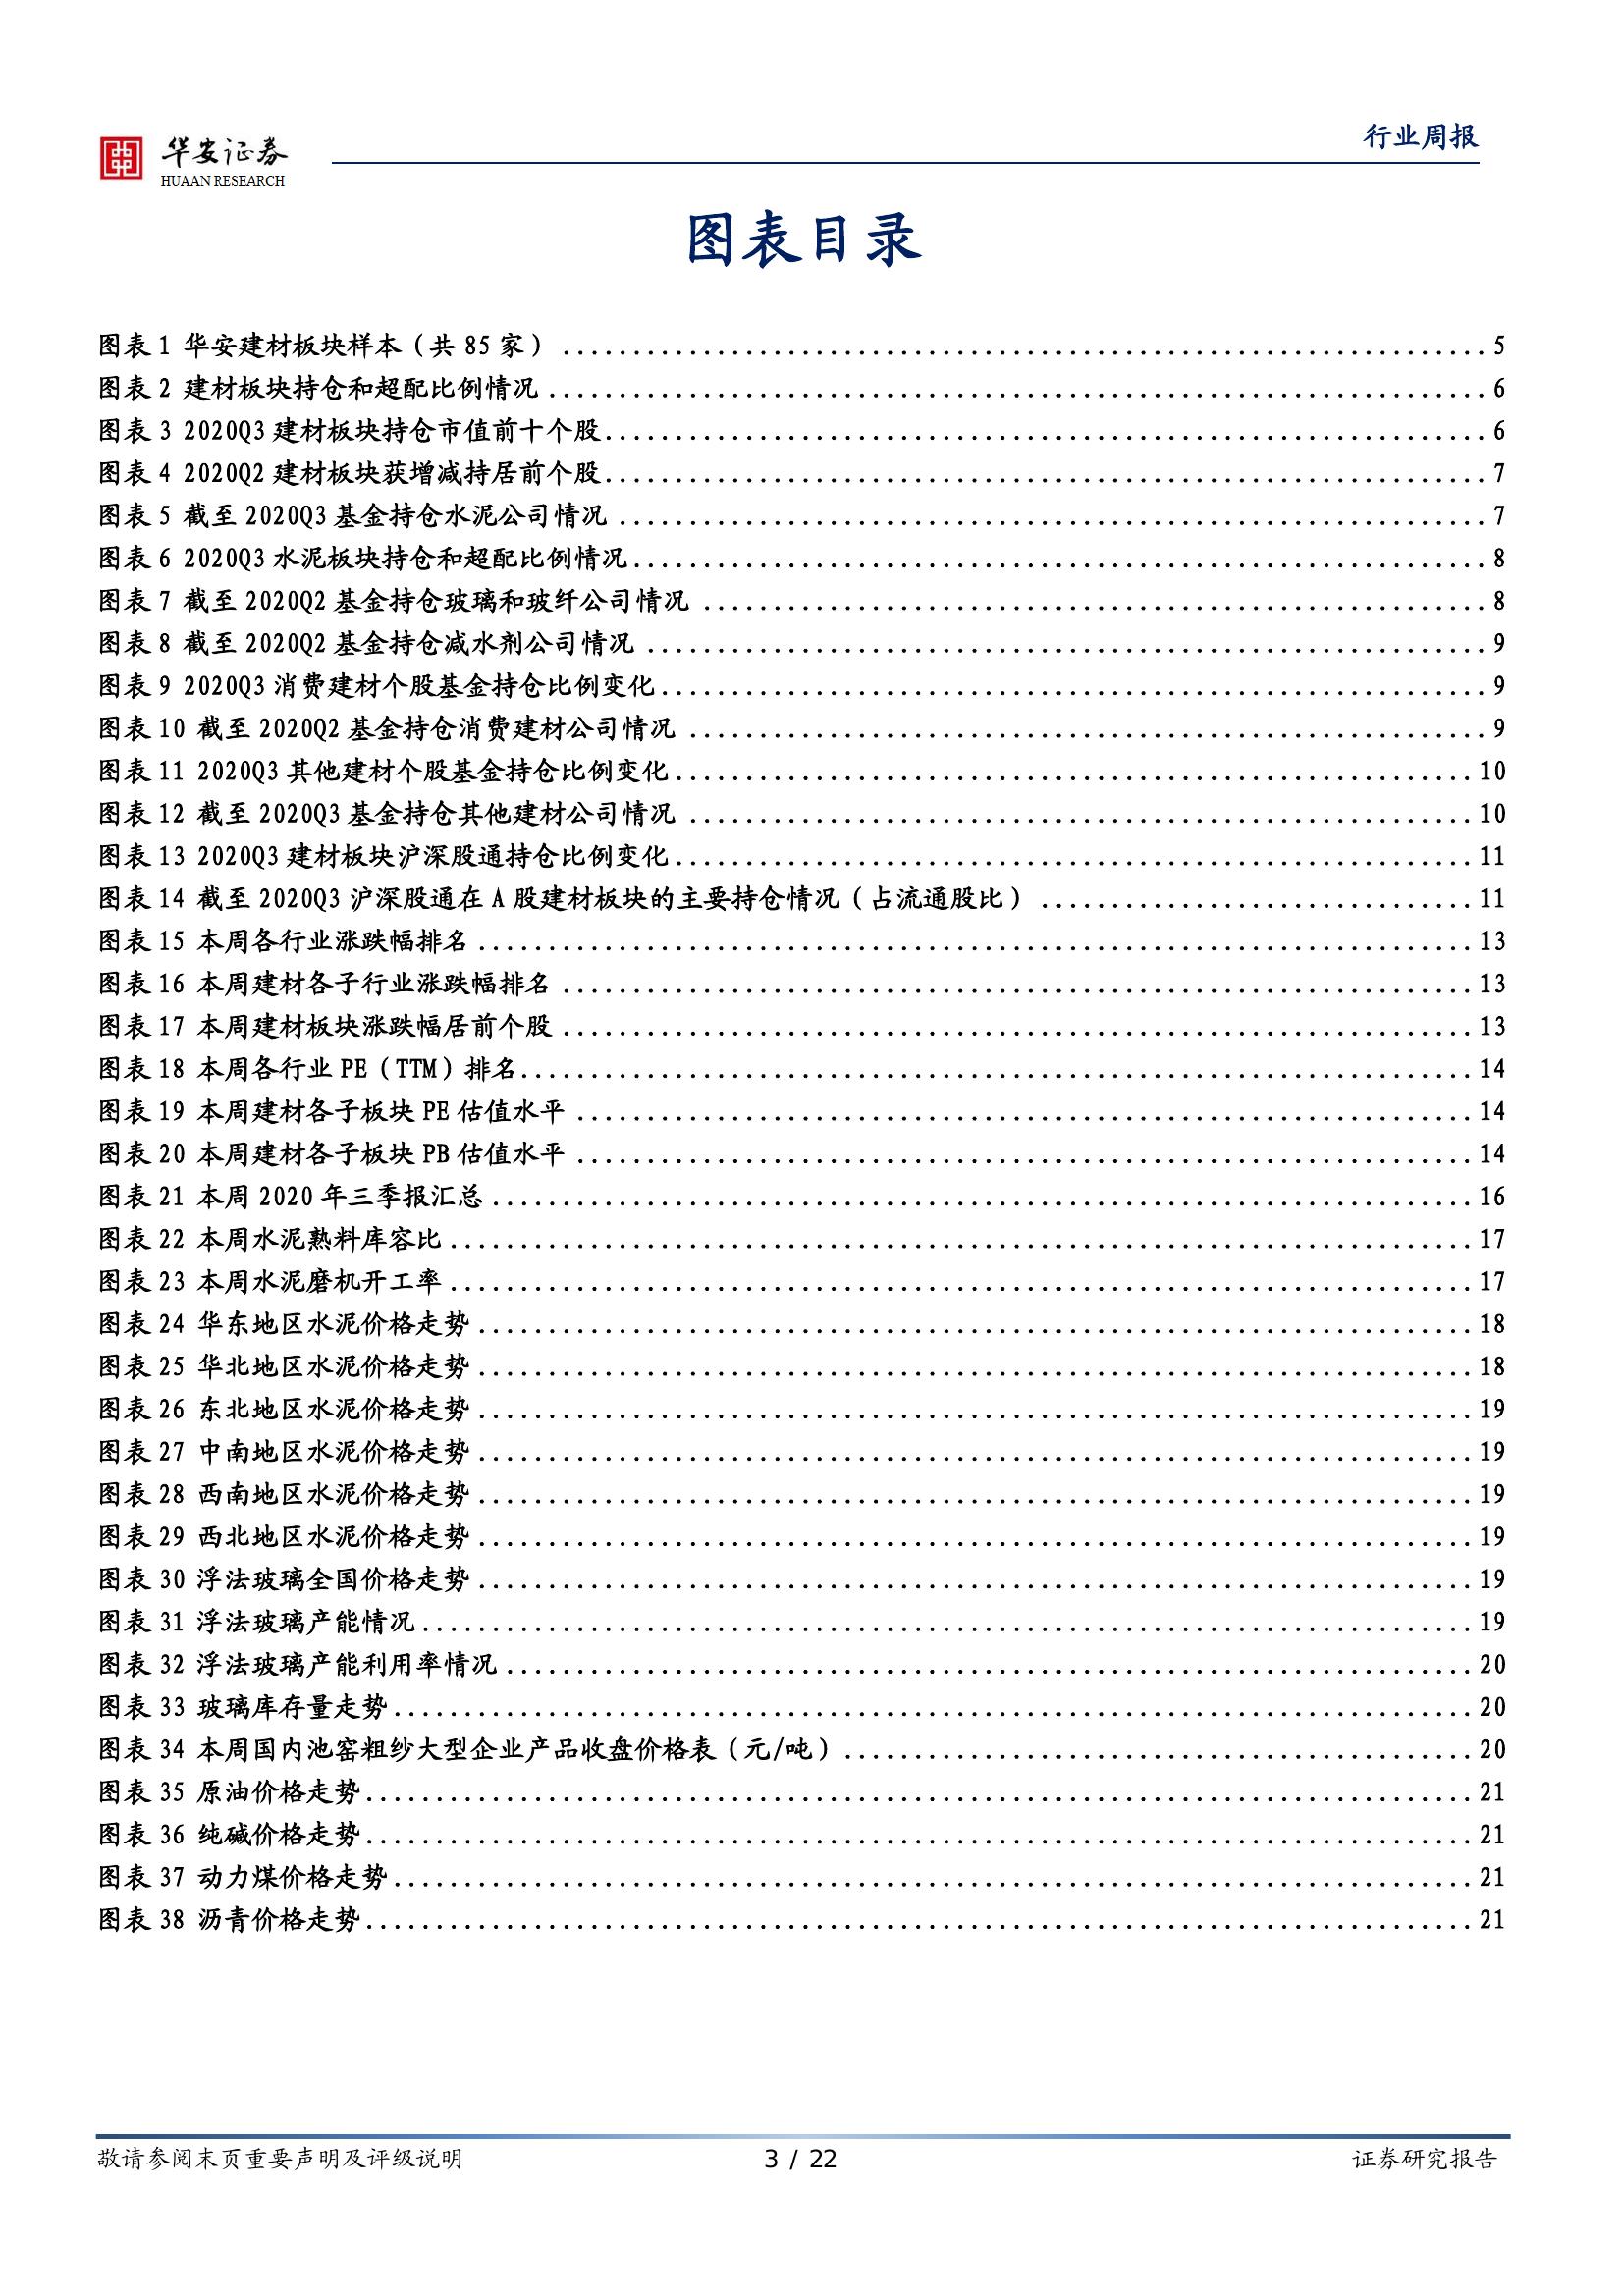 行业周报
华安证券
HUAAN RESEARCH
图表目录
图表 1 华安建材板块样本（共 85 家） ........ 5
图表 2 建材板块持仓和超配比例情况 ........ 6
图表 3 2020Q3 建材板块持仓市值前十个股 ........ 6
图表 4 2020Q2 建材板块获增减持居前个股 ........ 7
图表 5 截至 2020Q3 基金持仓水泥公司情况 ........ 7
图表 6 2020Q3 水泥板块持仓和超配比例情况 ........ 8
图表 7 截至 2020Q2 基金持仓玻璃和玻纤公司情况 ........ 8
图表 8 截至 2020Q2 基金持仓减水剂公司情况 ........ 9
图表 9 2020Q3 消费建材个股基金持仓比例变化 ........ 9
图表 10 截至 2020Q2 基金持仓消费建材公司情况 ........ 9
图表 11 2020Q3 其他建材个股基金持仓比例变化 ........ 10
图表 12 截至 2020Q3 基金持仓其他建材公司情况 ........ 10
图表 13 2020Q3 建材板块沪深股通持仓比例变化 ........ 11
图表 14 截至 2020Q3 沪深股通在 A 股建材板块的主要持仓情况（占流通股比） ........ 11
图表 15 本周各行业涨跌幅排名 ........ 13
图表 16 本周建材各子行业涨跌幅排名 ........ 13
图表 17 本周建材板块涨跌幅居前个股 ........ 13
图表 18 本周各行业 PE（TTM）排名 ........ 14
图表 19 本周建材各子板块 PE 估值水平 ........ 14
图表 20 本周建材各子板块 PB 估值水平 ........ 14
图表 21 本周 2020 年三季报汇总 ........ 16
图表 22 本周水泥熟料库容比 ........ 17
图表 23 本周水泥磨机开工率 ........ 17
图表 24 华东地区水泥价格走势 ........ 18
图表 25 华北地区水泥价格走势 ........ 18
图表 26 东北地区水泥价格走势 ........ 19
图表 27 中南地区水泥价格走势 ........ 19
图表 28 西南地区水泥价格走势 ........ 19
图表 29 西北地区水泥价格走势 ........ 19
图表 30 浮法玻璃全国价格走势 ........ 19
图表 31 浮法玻璃产能情况 ........ 19
图表 32 浮法玻璃产能利用率情况 ........ 20
图表 33 玻璃库存量走势 ........ 20
图表 34 本周国内池窑粗纱大型企业产品收盘价格表（元/吨） ........ 20
图表 35 原油价格走势 ........ 21
图表 36 纯碱价格走势 ........ 21
图表 37 动力煤价格走势 ........ 21
图表 38 沥青价格走势 ........ 21
敬请参阅末页重要声明及评级说明 3 / 22 证券研究报告